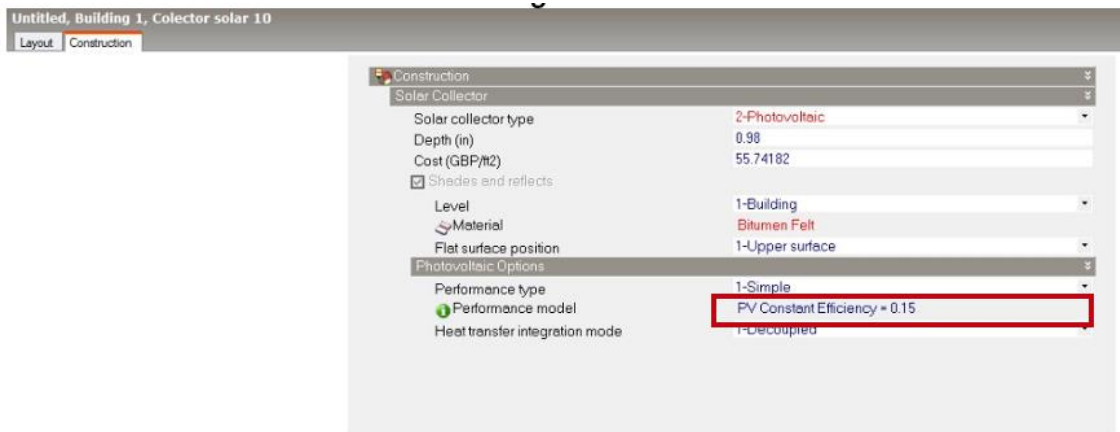 Untitled, Building 1, Colector solar 10
Layout Construction
Construction
Solar Collector
Solar collector type 2-Photovoltaic
Depth (in) 0.98
Cost (GBP/ft2) 55.74182
Shades and reflects
Level 1-Building
Material Bitumen Felt
Flat surface position 1-Upper surface
Photovoltaic Options
Performance type 1-Simple
Performance model PV Constant Efficiency = 0.15
Heat transfer integration mode 1-Decoupled